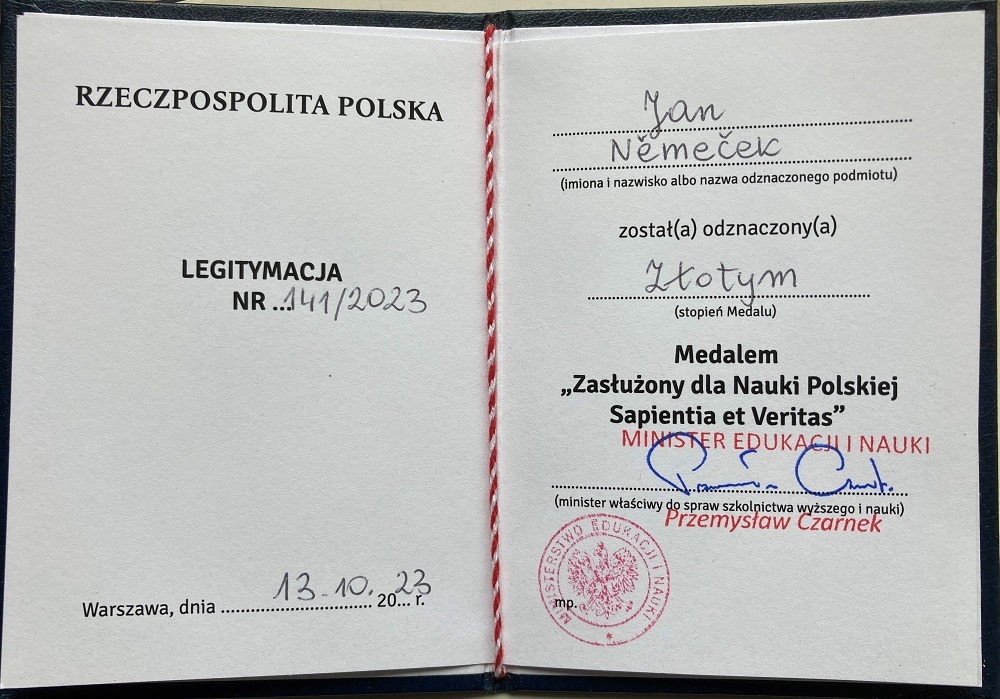 RZECZPOSPOLITA POLSKA
LEGITYMACJA
NR ...141/2023
Warszawa, dnia 13.10. 2023 r.
Jan
Němeček
(imiona i nazwisko albo nazwa odznaczonego podmiotu)
został(a) odznaczony(a)
Złotym
(stopień Medalu)
Medalem
„Zasłużony dla Nauki Polskiej
Sapientia et Veritas”
MINISTER EDUKACJI I NAUKI
(minister właściwy do spraw szkolnictwa wyższego i nauki)
Przemysław Czarnek
MINISTERSTWO EDUKACJI I NAUKI
mp.